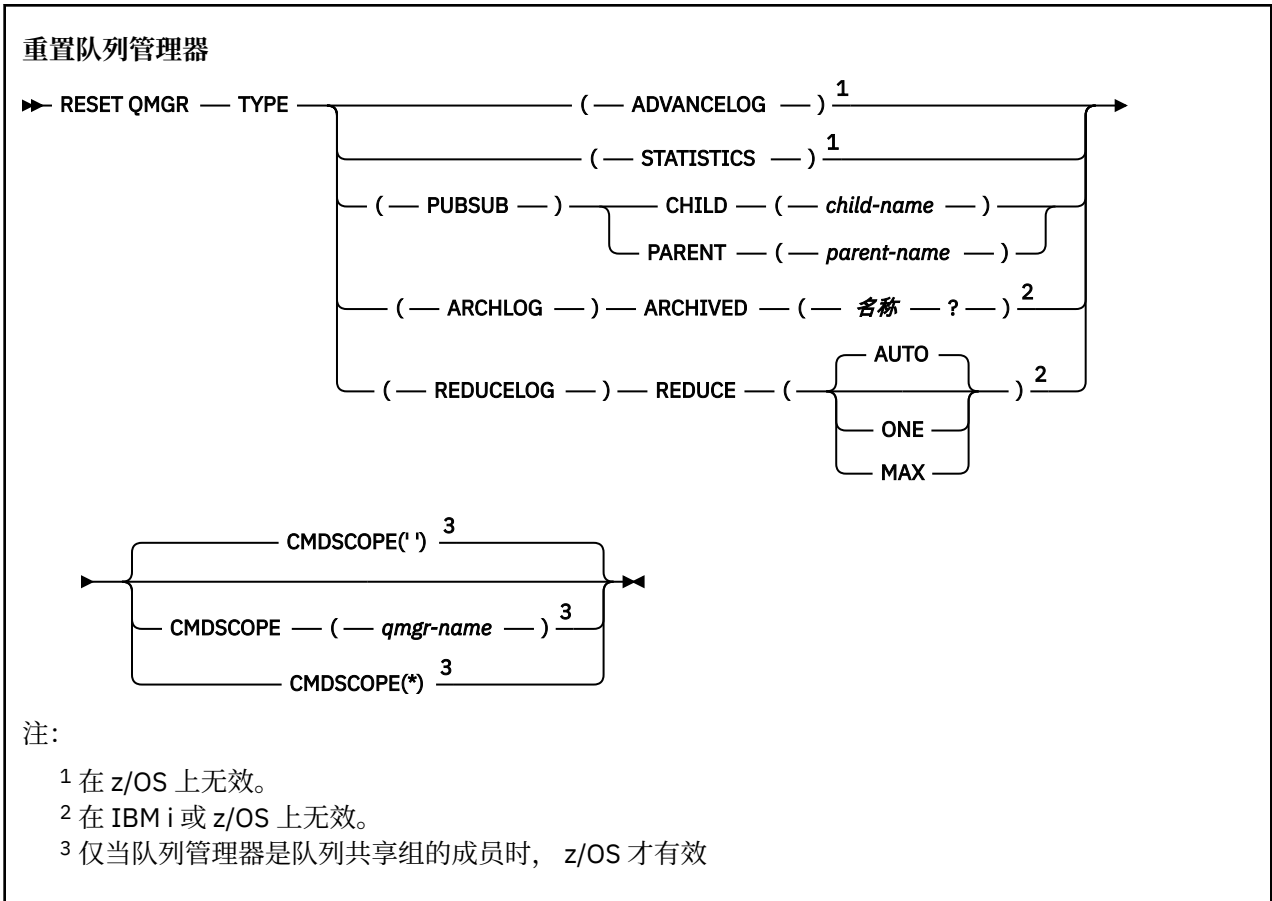 重置队列管理器
RESET QMGR — TYPE — ( — ADVANCELOG — ) 1
( — STATISTICS — ) 1
( — PUBSUB — ) — CHILD — ( — child-name — )
PARENT — ( — parent-name — )
( — ARCHLOG — ) — ARCHIVED — ( — 名称 — ? — ) 2
AUTO
( — REDUCELOG — ) — REDUCE — ( — ) 2
ONE
MAX
CMDSCOPE(' ') 3
CMDSCOPE — ( — qmgr-name — ) 3
CMDSCOPE(*) 3
注：
1 在 z/OS 上无效。
2 在 IBM i 或 z/OS 上无效。
3 仅当队列管理器是队列共享组的成员时， z/OS 才有效